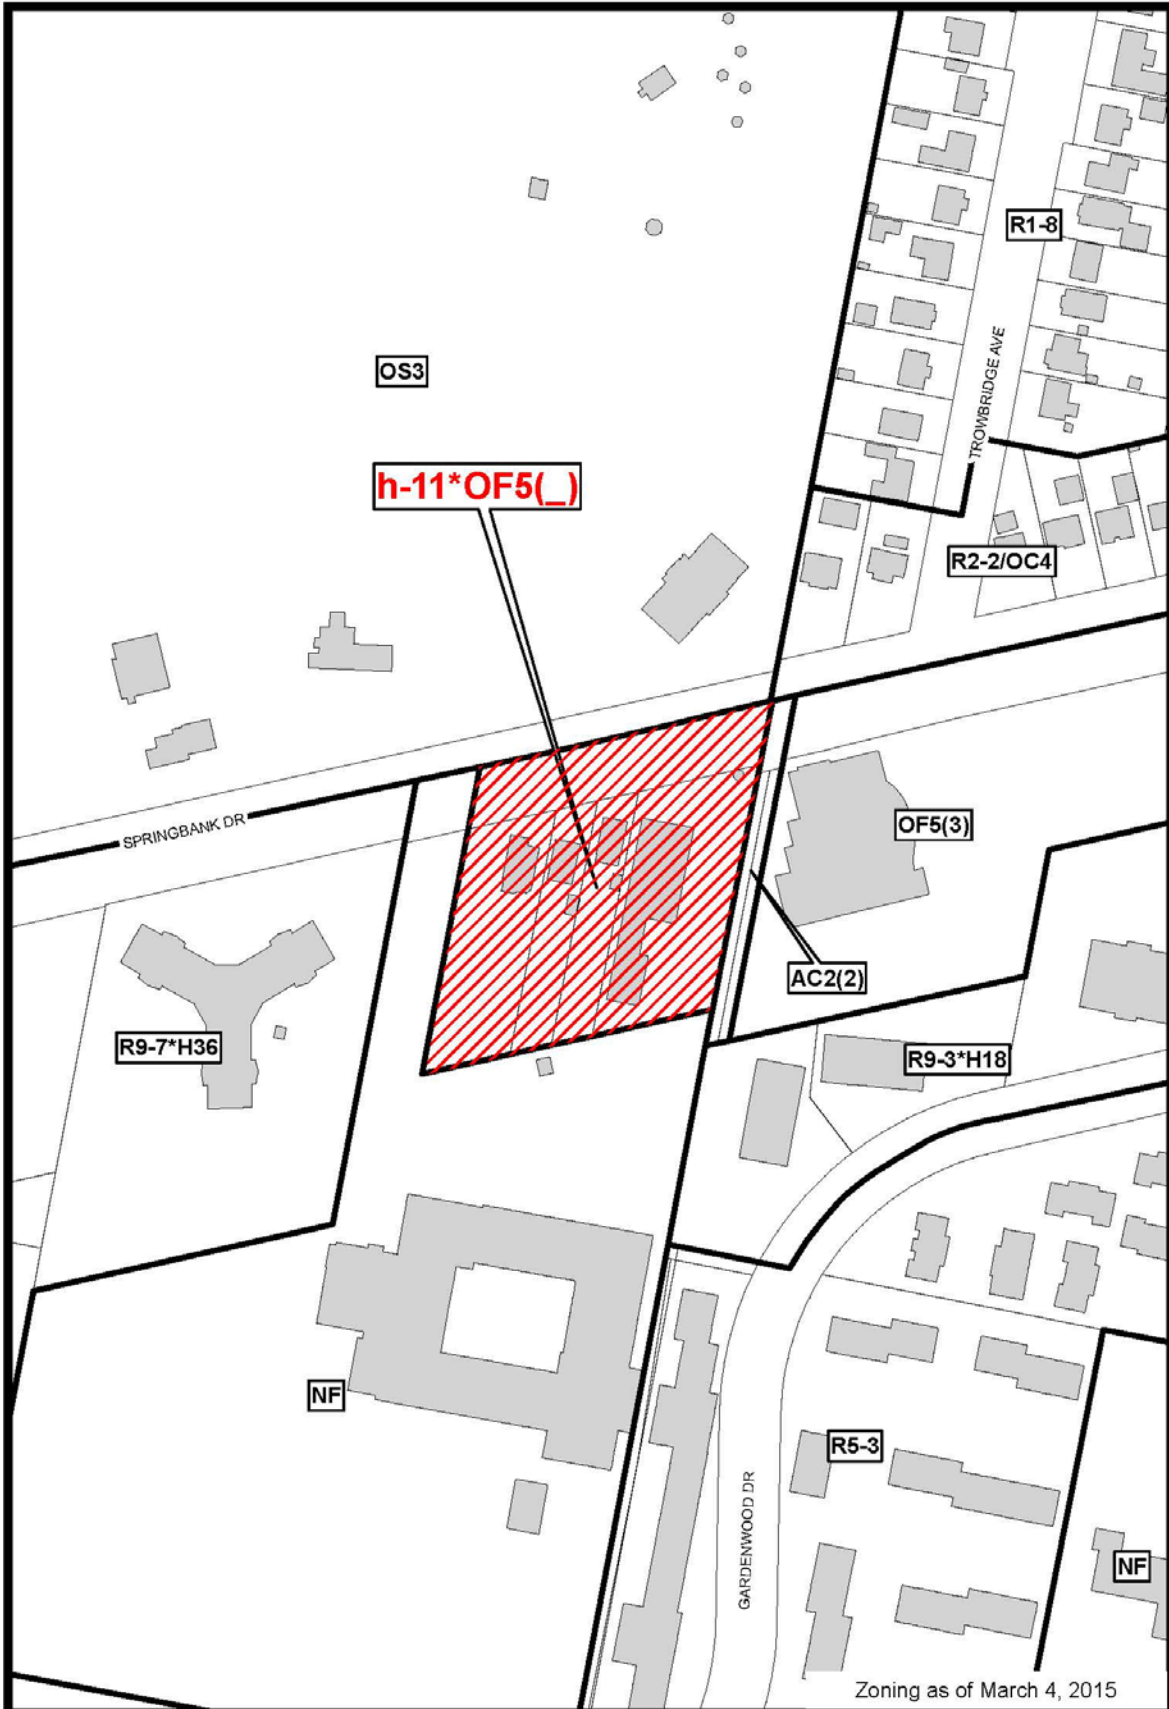 R1-8
OS3
TROWBRIDGE AVE
h-11*OF5(_)
R2-2/OC4
SPRINGBANK DR
OF5(3)
AC2(2)
R9-7*H36
R9-3*H18
NF
R5-3
GARDENWOOD DR
NF
Zoning as of March 4, 2015